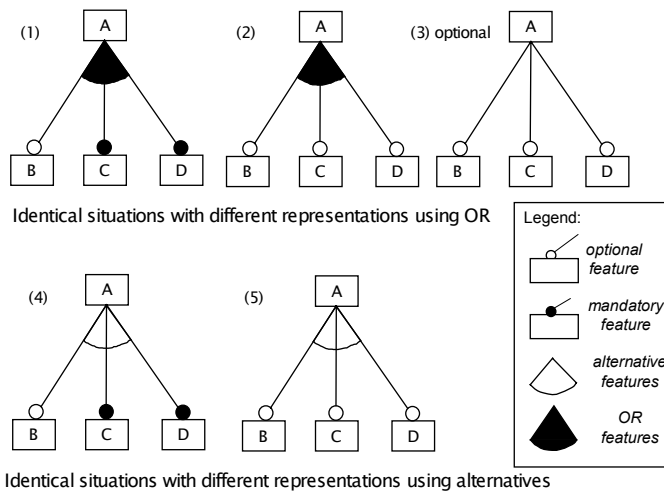 (1) A (2) A (3) optional A
B C D B C D B C D
Identical situations with different representations using OR
Legend:
optional
feature
mandatory
feature
alternative
features
OR
features
(4) A (5) A
B C D B C D
Identical situations with different representations using alternatives